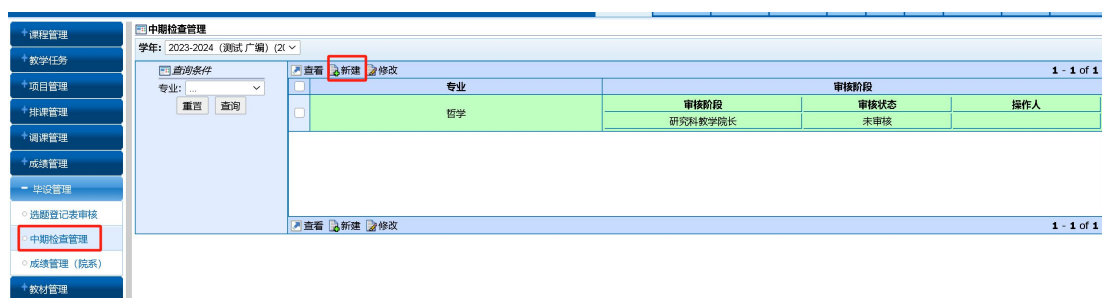 +课程管理
+教学任务
+项目管理
+排课管理
+调课管理
+成绩管理
- 毕设管理
选题登记表审核
中期检查管理
成绩管理（院系）
+教材管理
中期检查管理
学年: 2023-2024（测试广编）(2(
查询条件
专业: ...
重置 查询
查看 新建 修改 1 - 1 of 1
专业 审核阶段
哲学
审核阶段 审核状态 操作人
研究科教学院长 未审核
查看 新建 修改 1 - 1 of 1